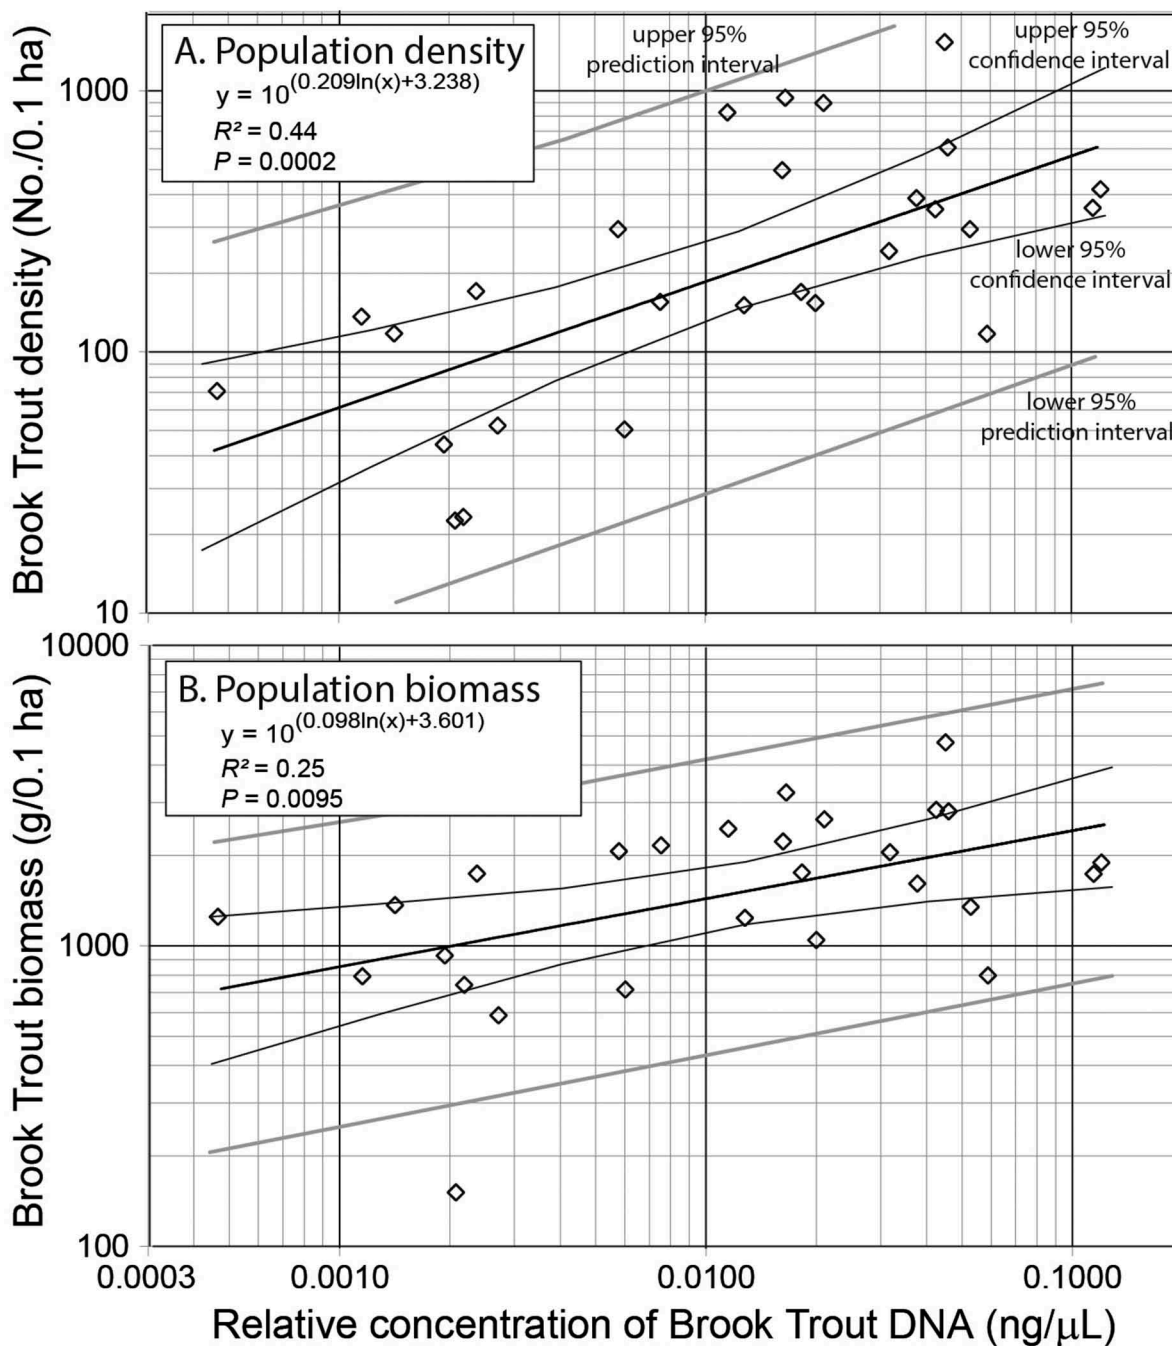 A. Population density
y = 10^(0.209ln(x)+3.238)
R² = 0.44
P = 0.0002
upper 95%
prediction interval
upper 95%
confidence interval
lower 95%
confidence interval
lower 95%
prediction interval
Brook Trout density (No./0.1 ha)
1000
100
10
B. Population biomass
y = 10^(0.098ln(x)+3.601)
R² = 0.25
P = 0.0095
Brook Trout biomass (g/0.1 ha)
10000
1000
100
0.0003 0.0010 0.0100 0.1000
Relative concentration of Brook Trout DNA (ng/μL)